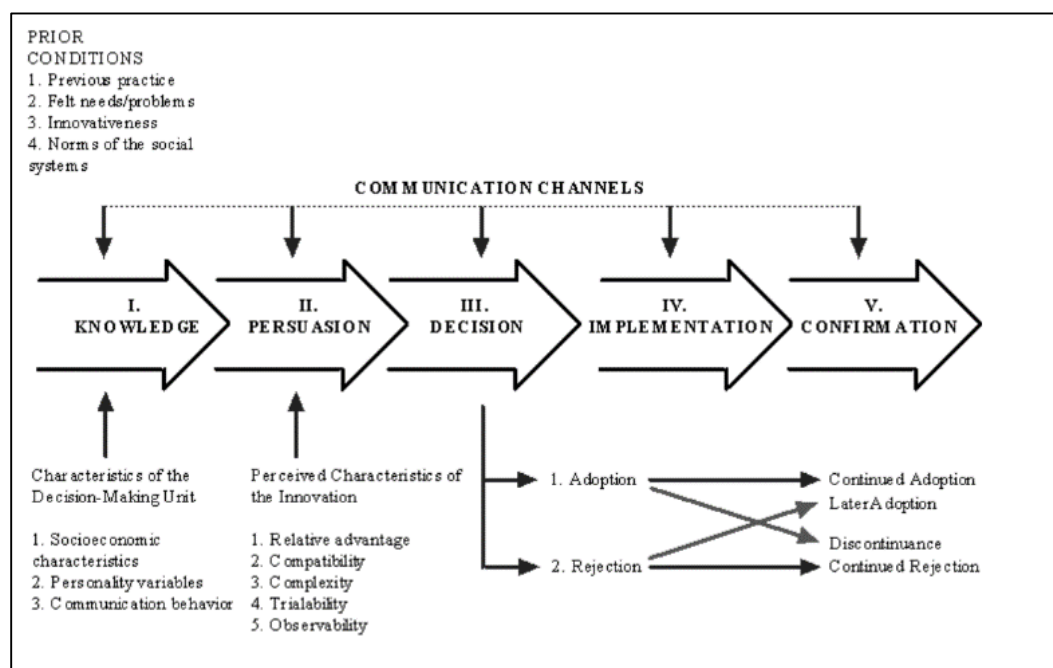 PRIOR
CONDITIONS
1. Previous practice
2. Felt needs/problems
3. Innovativeness
4. Norms of the social
systems
COMMUNICATION CHANNELS
I.
KNOWLEDGE
II.
PERSUASION
III.
DECISION
IV.
IMPLEMENTATION
V.
CONFIRMATION
Characteristics of the
Decision-Making Unit
1. Socioeconomic
characteristics
2. Personality variables
3. Communication behavior
Perceived Characteristics of
the Innovation
1. Relative advantage
2. Compatibility
3. Complexity
4. Trialability
5. Observability
1. Adoption
2. Rejection
Continued Adoption
Later Adoption
Discontinuance
Continued Rejection